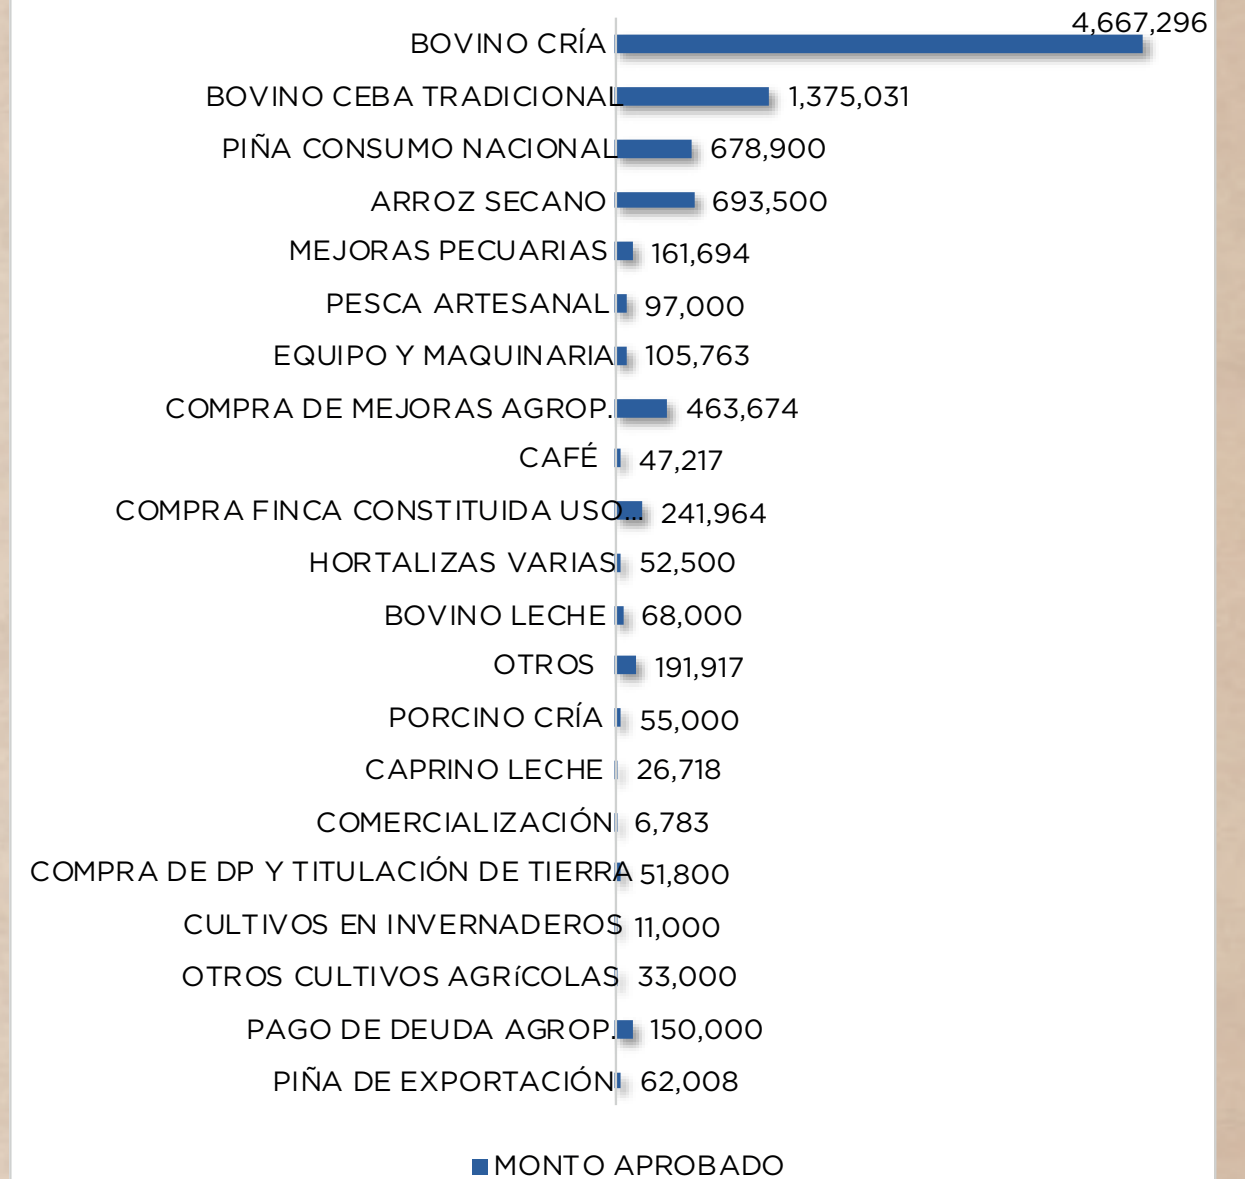 4,667,296
BOVINO CRÍA
BOVINO CEBA TRADICIONAL 1,375,031
PIÑA CONSUMO NACIONAL 678,900
ARROZ SECANO 693,500
MEJORAS PECUARIAS 161,694
PESCA ARTESANAL 97,000
EQUIPO Y MAQUINARIA 105,763
COMPRA DE MEJORAS AGROP. 463,674
CAFÉ 47,217
COMPRA FINCA CONSTITUIDA USO... 241,964
HORTALIZAS VARIAS 52,500
BOVINO LECHE 68,000
OTROS 191,917
PORCINO CRÍA 55,000
CAPRINO LECHE 26,718
COMERCIALIZACIÓN 6,783
COMPRA DE DP Y TITULACIÓN DE TIERRA 51,800
CULTIVOS EN INVERNADEROS 11,000
OTROS CULTIVOS AGRíCOLAS 33,000
PAGO DE DEUDA AGROP. 150,000
PIÑA DE EXPORTACIÓN 62,008
MONTO APROBADO